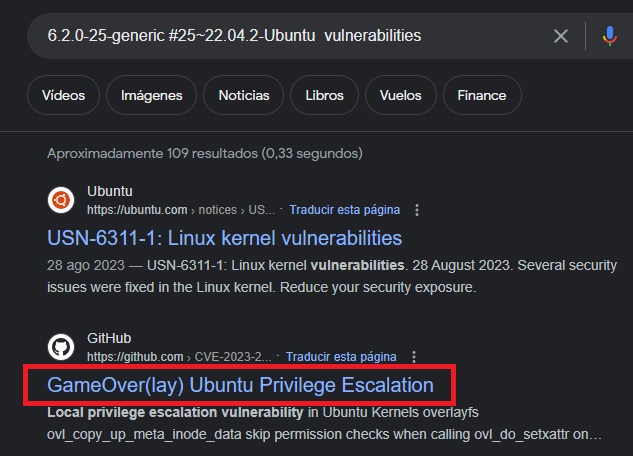 6.2.0-25-generic #25~22.04.2-Ubuntu vulnerabilities
Vídeos Imágenes Noticias Libros Vuelos Finance
Aproximadamente 109 resultados (0,33 segundos)
Ubuntu
https://ubuntu.com › notices › US... · Traducir esta página
USN-6311-1: Linux kernel vulnerabilities
28 ago 2023 — USN-6311-1: Linux kernel vulnerabilities. 28 August 2023. Several security
issues were fixed in the Linux kernel. Reduce your security exposure.
GitHub
https://github.com › CVE-2023-2... · Traducir esta página
GameOver(lay) Ubuntu Privilege Escalation
Local privilege escalation vulnerability in Ubuntu Kernels overlayfs
ovl_copy_up_meta_inode_data skip permission checks when calling ovl_do_setxattr on…